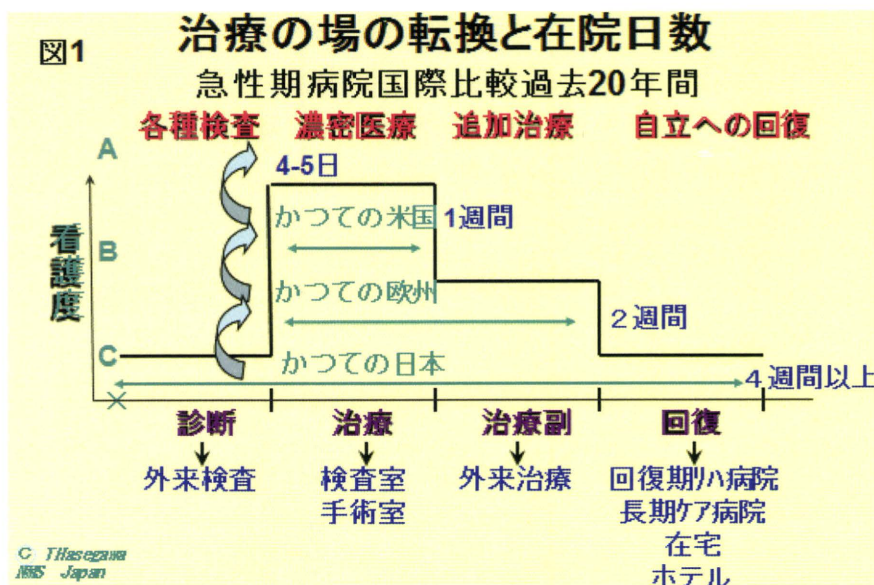 図1
治療の場の転換と在院日数
急性期病院国際比較過去20年間
各種検査 濃密医療 追加治療 自立への回復
A
4-5日
かつての米国 1週間
看護度
B
かつての欧州
2週間
C
かつての日本
4週間以上
診断 治療 治療副 回復
外来検査 検査室 外来治療 回復期リハ病院
手術室 長期ケア病院
在宅
ホテル
C THasegawa
NMS Japan